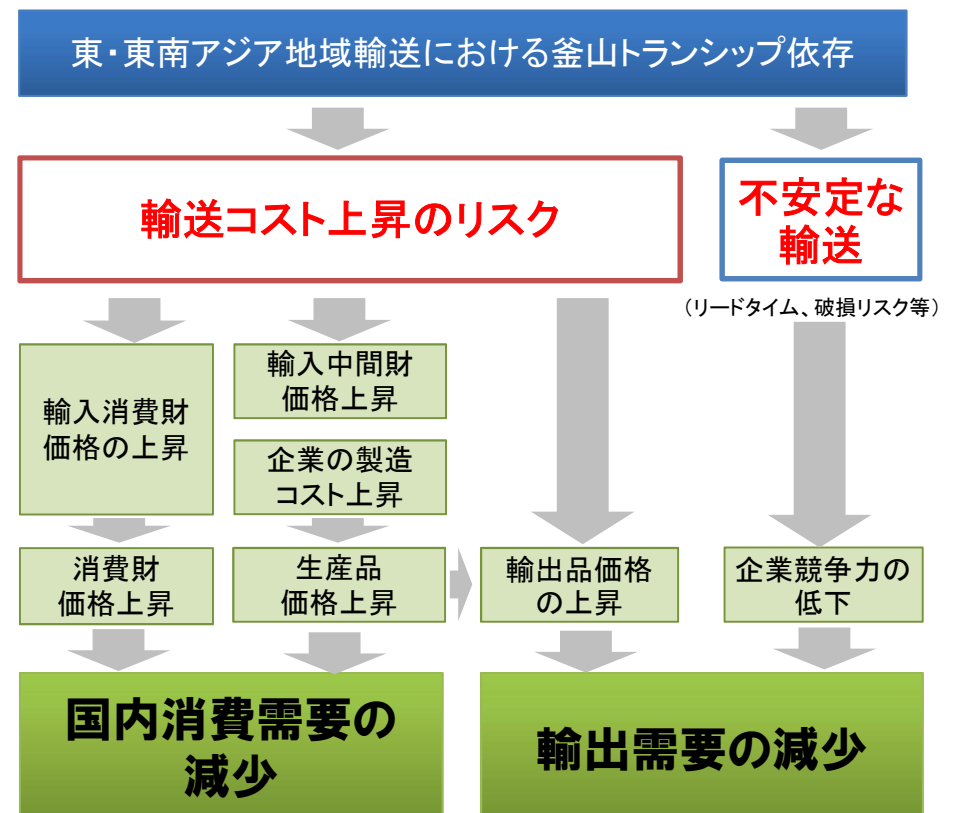 東・東南アジア地域輸送における釜山トランシップ依存
輸送コスト上昇のリスク
不安定な
輸送
（リードタイム、破損リスク等）
輸入消費財
価格の上昇
輸入中間財
価格上昇
企業の製造
コスト上昇
消費財
価格上昇
生産品
価格上昇
輸出品価格
の上昇
企業競争力の
低下
国内消費需要の
減少
輸出需要の減少